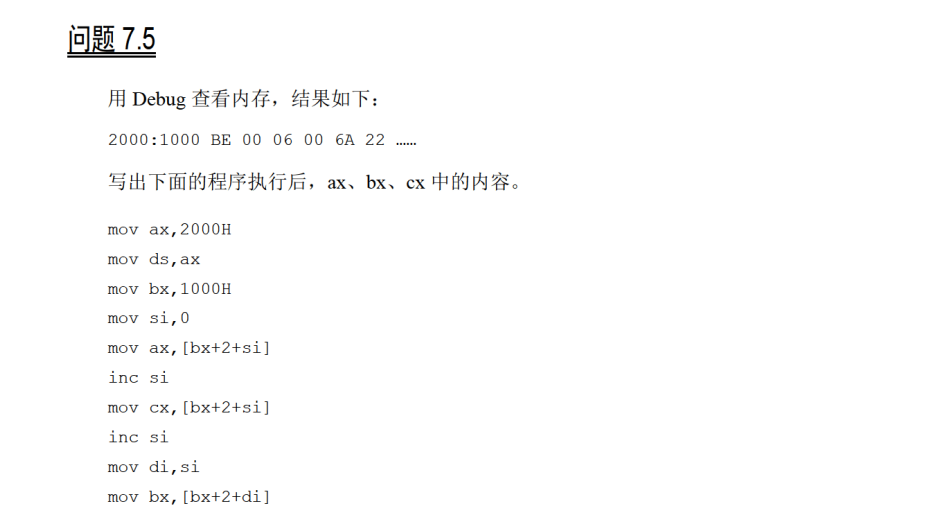 问题 7.5
用 Debug 查看内存，结果如下：
2000:1000 BE 00 06 00 6A 22 ……
写出下面的程序执行后，ax、bx、cx 中的内容。
mov ax,2000H
mov ds,ax
mov bx,1000H
mov si,0
mov ax,[bx+2+si]
inc si
mov cx,[bx+2+si]
inc si
mov di,si
mov bx,[bx+2+di]